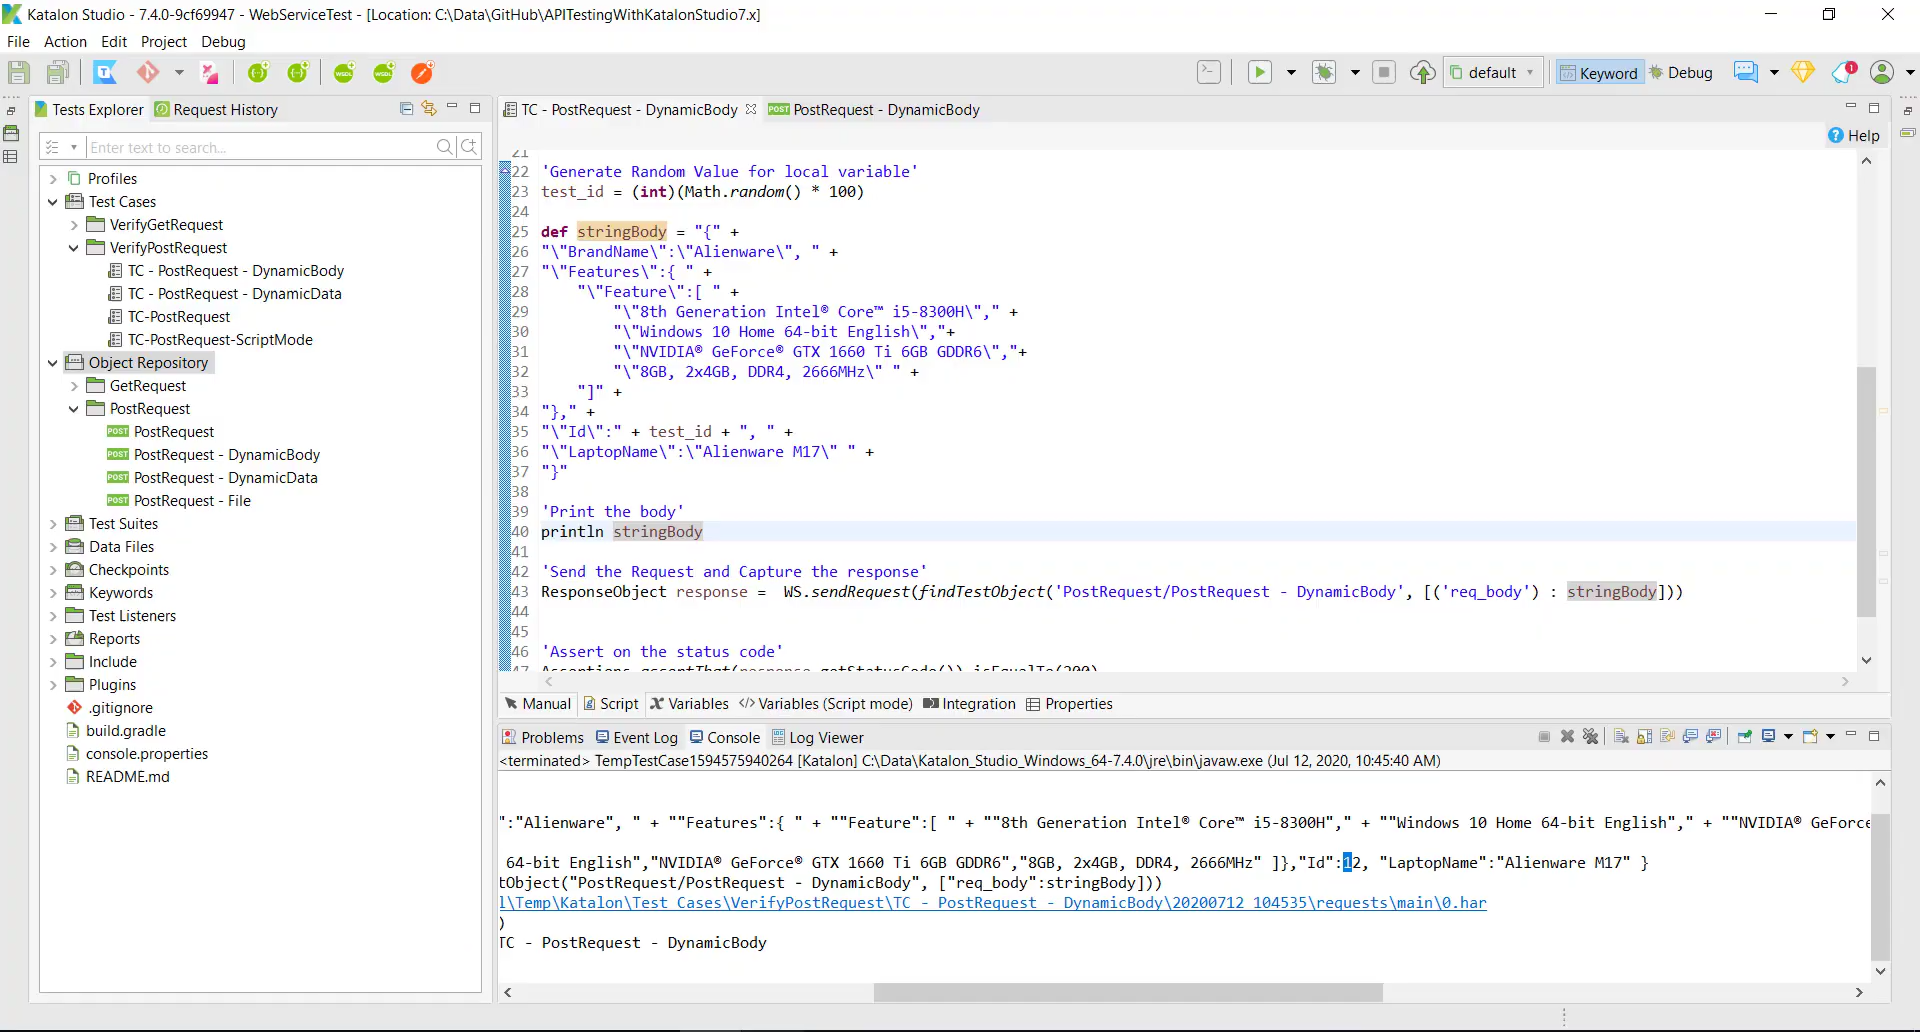 Katalon Studio - 7.4.0-9cf69947 - WebServiceTest - [Location: C:\Data\GitHub\APITestingWithKatalonStudio7.x]
File Action Edit Project Debug
default Keyword Debug 1
Tests Explorer Request History
Enter text to search...
Profiles
Test Cases
VerifyGetRequest
VerifyPostRequest
TC - PostRequest - DynamicBody
TC - PostRequest - DynamicData
TC-PostRequest
TC-PostRequest-ScriptMode
Object Repository
GetRequest
PostRequest
POST PostRequest
POST PostRequest - DynamicBody
POST PostRequest - DynamicData
POST PostRequest - File
Test Suites
Data Files
Checkpoints
Keywords
Test Listeners
Reports
Include
Plugins
.gitignore
build.gradle
console.properties
README.md
TC - PostRequest - DynamicBody POST PostRequest - DynamicBody
Help
21
22 'Generate Random Value for local variable'
23 test_id = (int)(Math.random() * 100)
24
25 def stringBody = "{" +
26 "\"BrandName\":\"Alienware\", " +
27 "\"Features\":{ " +
28 "\"Feature\":[ " +
29 "\"8th Generation Intel® Core™ i5-8300H\"," +
30 "\"Windows 10 Home 64-bit English\","+
31 "\"NVIDIA® GeForce® GTX 1660 Ti 6GB GDDR6\","+
32 "\"8GB, 2x4GB, DDR4, 2666MHz\" " +
33 "]" +
34 "}," +
35 "\"Id\":" + test_id + ", " +
36 "\"LaptopName\":\"Alienware M17\" " +
37 "}"
38
39 'Print the body'
40 println stringBody
41
42 'Send the Request and Capture the response'
43 ResponseObject response =  WS.sendRequest(findTestObject('PostRequest/PostRequest - DynamicBody', [('req_body') : stringBody]))
44
45
46 'Assert on the status code'
47 Assertions.assertThat(response.getStatusCode()).isEqualTo(200)
Manual Script Variables Variables (Script mode) Integration Properties
Problems Event Log Console Log Viewer
<terminated> TempTestCase1594575940264 [Katalon] C:\Data\Katalon_Studio_Windows_64-7.4.0\jre\bin\javaw.exe (Jul 12, 2020, 10:45:40 AM)
":"Alienware", " + ""Features":{ " + ""Feature":[ " + ""8th Generation Intel® Core™ i5-8300H"," + ""Windows 10 Home 64-bit English"," + ""NVIDIA® GeForce
64-bit English","NVIDIA® GeForce® GTX 1660 Ti 6GB GDDR6","8GB, 2x4GB, DDR4, 2666MHz" ]},"Id":12, "LaptopName":"Alienware M17" }
tObject("PostRequest/PostRequest - DynamicBody", ["req_body":stringBody]))
l\Temp\Katalon\Test Cases\VerifyPostRequest\TC - PostRequest - DynamicBody\20200712_104535\requests\main\0.har
)
TC - PostRequest - DynamicBody